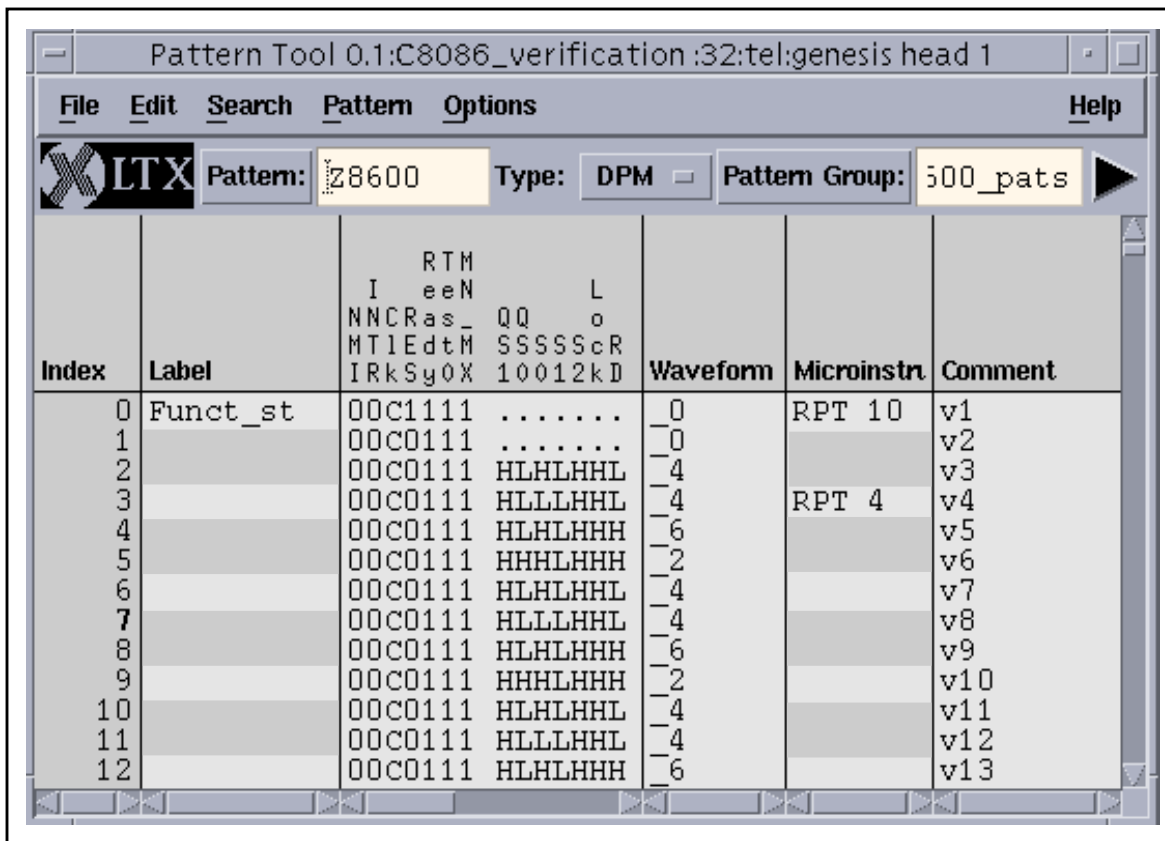 Pattern Tool 0.1:C8086_verification :32:tel:genesis head 1
File Edit Search Pattern Options Help
LTX Pattern: Z8600 Type: DPM Pattern Group: 600_pats
RTM
I eeN L
NNCRas_ QQ o
MTlEdtM SSSSScR
Index Label IRkSy0X 10012kD Waveform Microinstru Comment
0 Funct_st 00C1111 ....... _0 RPT 10 v1
1 00C0111 ....... _0 v2
2 00C0111 HLHLHHL _4 v3
3 00C0111 HLLLHHL _4 RPT 4 v4
4 00C0111 HLHLHHH _6 v5
5 00C0111 HHHLHHH _2 v6
6 00C0111 HLHLHHL _4 v7
7 00C0111 HLLLHHL _4 v8
8 00C0111 HLHLHHH _6 v9
9 00C0111 HHHLHHH _2 v10
10 00C0111 HLHLHHL _4 v11
11 00C0111 HLLLHHL _4 v12
12 00C0111 HLHLHHH _6 v13